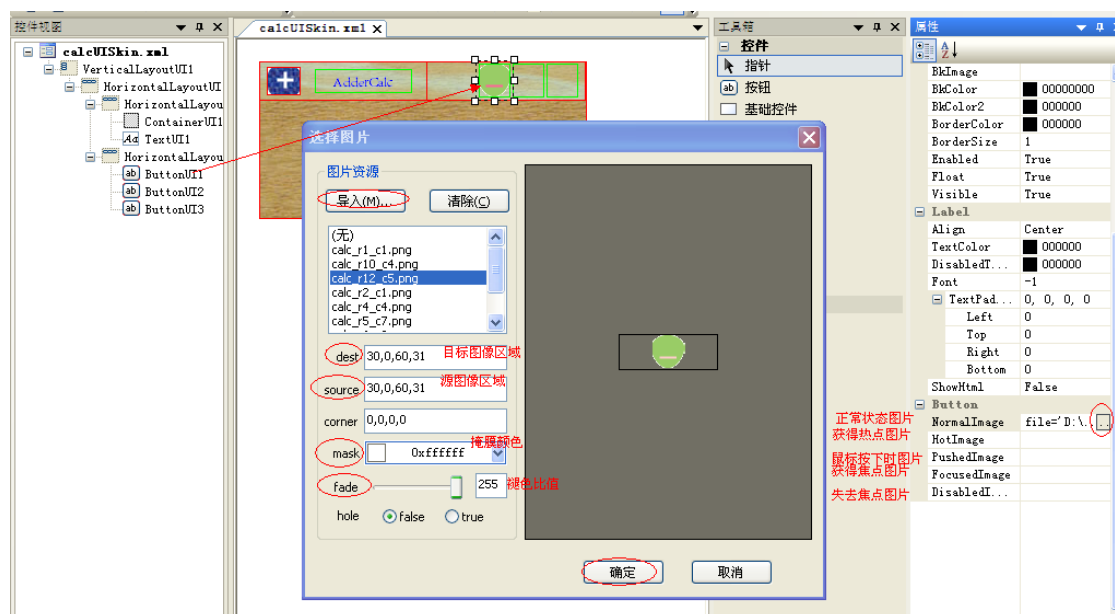 控件视图
calcUISkin.xml
工具箱
属性
calcUISkin.xml
VerticalLayoutUI1
HorizontalLayoutUI
HorizontalLayou
ContainerUI1
TextUI1
HorizontalLayou
ButtonUI1
ButtonUI2
ButtonUI3
AdderCalc
控件
指针
按钮
基础控件
选择图片
图片资源
导入(M)...
清除(C)
(无)
calc_r1_c1.png
calc_r10_c4.png
calc_r12_c5.png
calc_r2_c1.png
calc_r4_c4.png
calc_r5_c7.png
dest 30,0,60,31 目标图像区域
source 30,0,60,31 源图像区域
corner 0,0,0,0
mask 0xffffff 掩膜颜色
fade 255 褪色比值
hole false true
确定
取消
BkImage
BkColor 00000000
BkColor2 000000
BorderColor 000000
BorderSize 1
Enabled True
Float True
Visible True
Label
Align Center
TextColor 000000
DisabledT... 000000
Font -1
TextPad... 0, 0, 0, 0
Left 0
Top 0
Right 0
Bottom 0
ShowHtml False
Button
正常状态图片 NormalImage file='D:\...
获得热点图片 HotImage
鼠标按下时图片 PushedImage
获得焦点图片 FocusedImage
失去焦点图片 DisabledI...